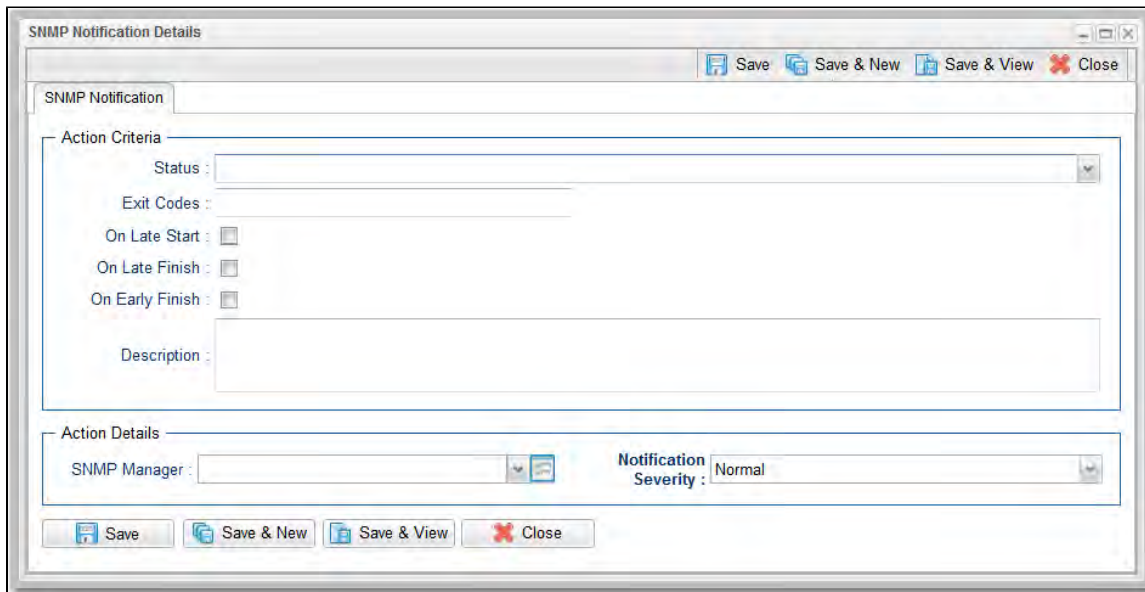 SNMP Notification Details
Save Save & New Save & View Close
SNMP Notification
Action Criteria
Status :
Exit Codes :
On Late Start :
On Late Finish :
On Early Finish :
Description :
Action Details
SNMP Manager :
Notification Severity : Normal
Save Save & New Save & View Close